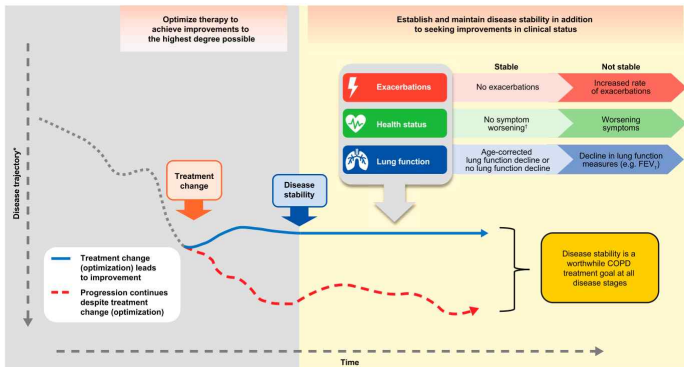 Optimize therapy to
achieve improvements to
the highest degree possible
Establish and maintain disease stability in addition
to seeking improvements in clinical status
Stable
Not stable
Exacerbations
No exacerbations
Increased rate
of exacerbations
Health status
No symptom
worsening†
Worsening
symptoms
Lung function
Age-corrected
lung function decline or
no lung function decline
Decline in lung function
measures (e.g. FEV₁)
Disease trajectory*
Treatment
change
Disease
stability
Treatment change
(optimization) leads
to improvement
Progression continues
despite treatment
change (optimization)
Disease stability is a
worthwhile COPD
treatment goal at all
disease stages
Time